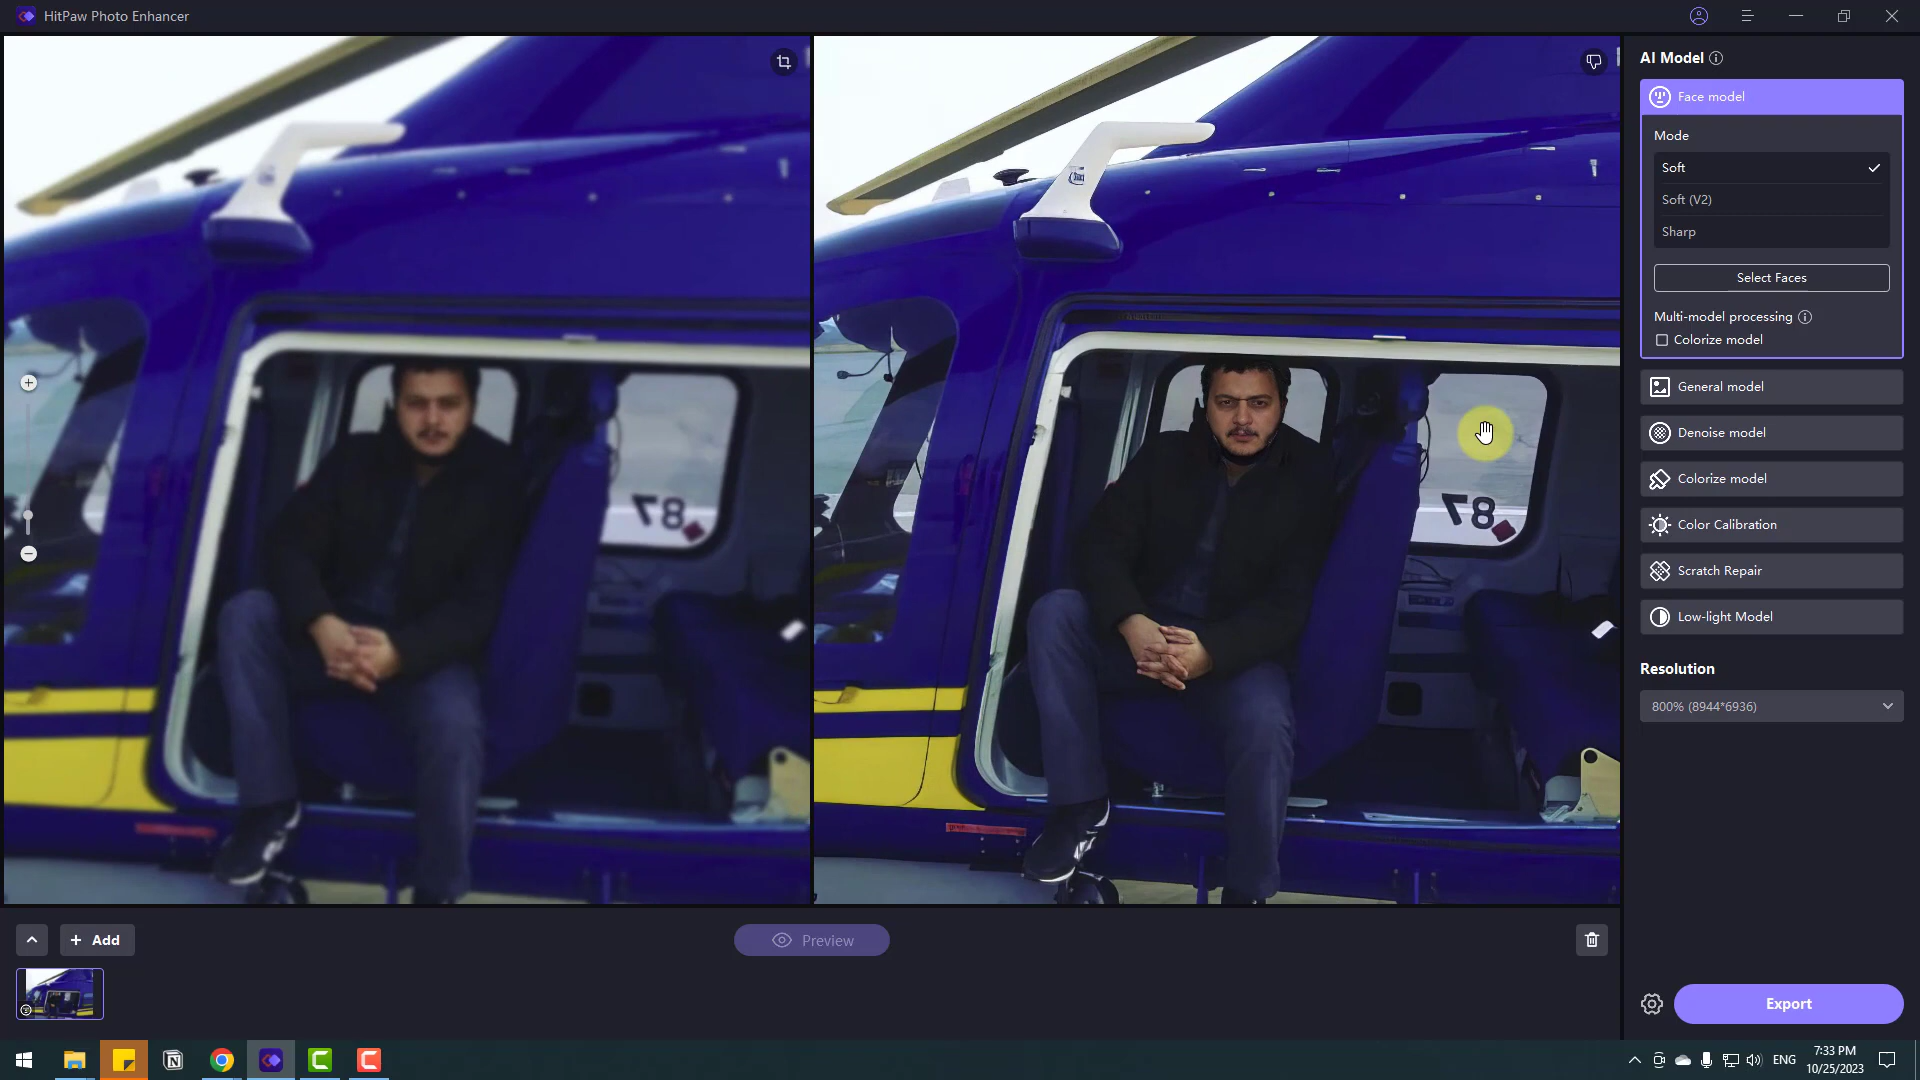 HitPaw Photo Enhancer
AI Model
Face model
Mode
Soft
Soft (V2)
Sharp
Select Faces
Multi-model processing
Colorize model
General model
Denoise model
Colorize model
Color Calibration
Scratch Repair
Low-light Model
Resolution
800% (8944*6936)
87
87
Add
Preview
Export
ENG
7:33 PM
10/25/2023